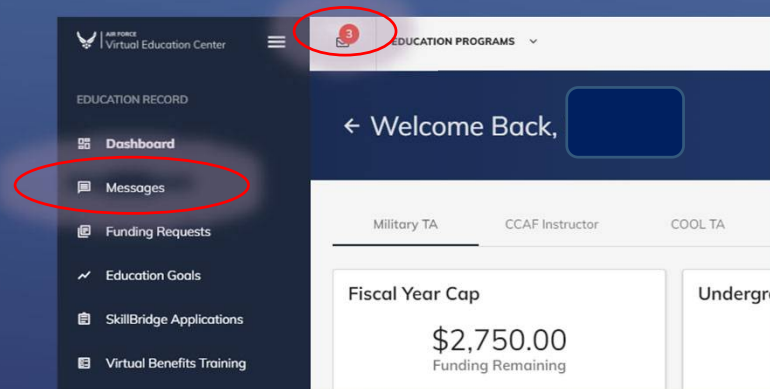 AIR FORCE
Virtual Education Center
3
EDUCATION PROGRAMS
EDUCATION RECORD
Dashboard
Messages
Funding Requests
Education Goals
SkillBridge Applications
Virtual Benefits Training
Welcome Back,
Military TA
CCAF Instructor
COOL TA
Fiscal Year Cap
$2,750.00
Funding Remaining
Undergr